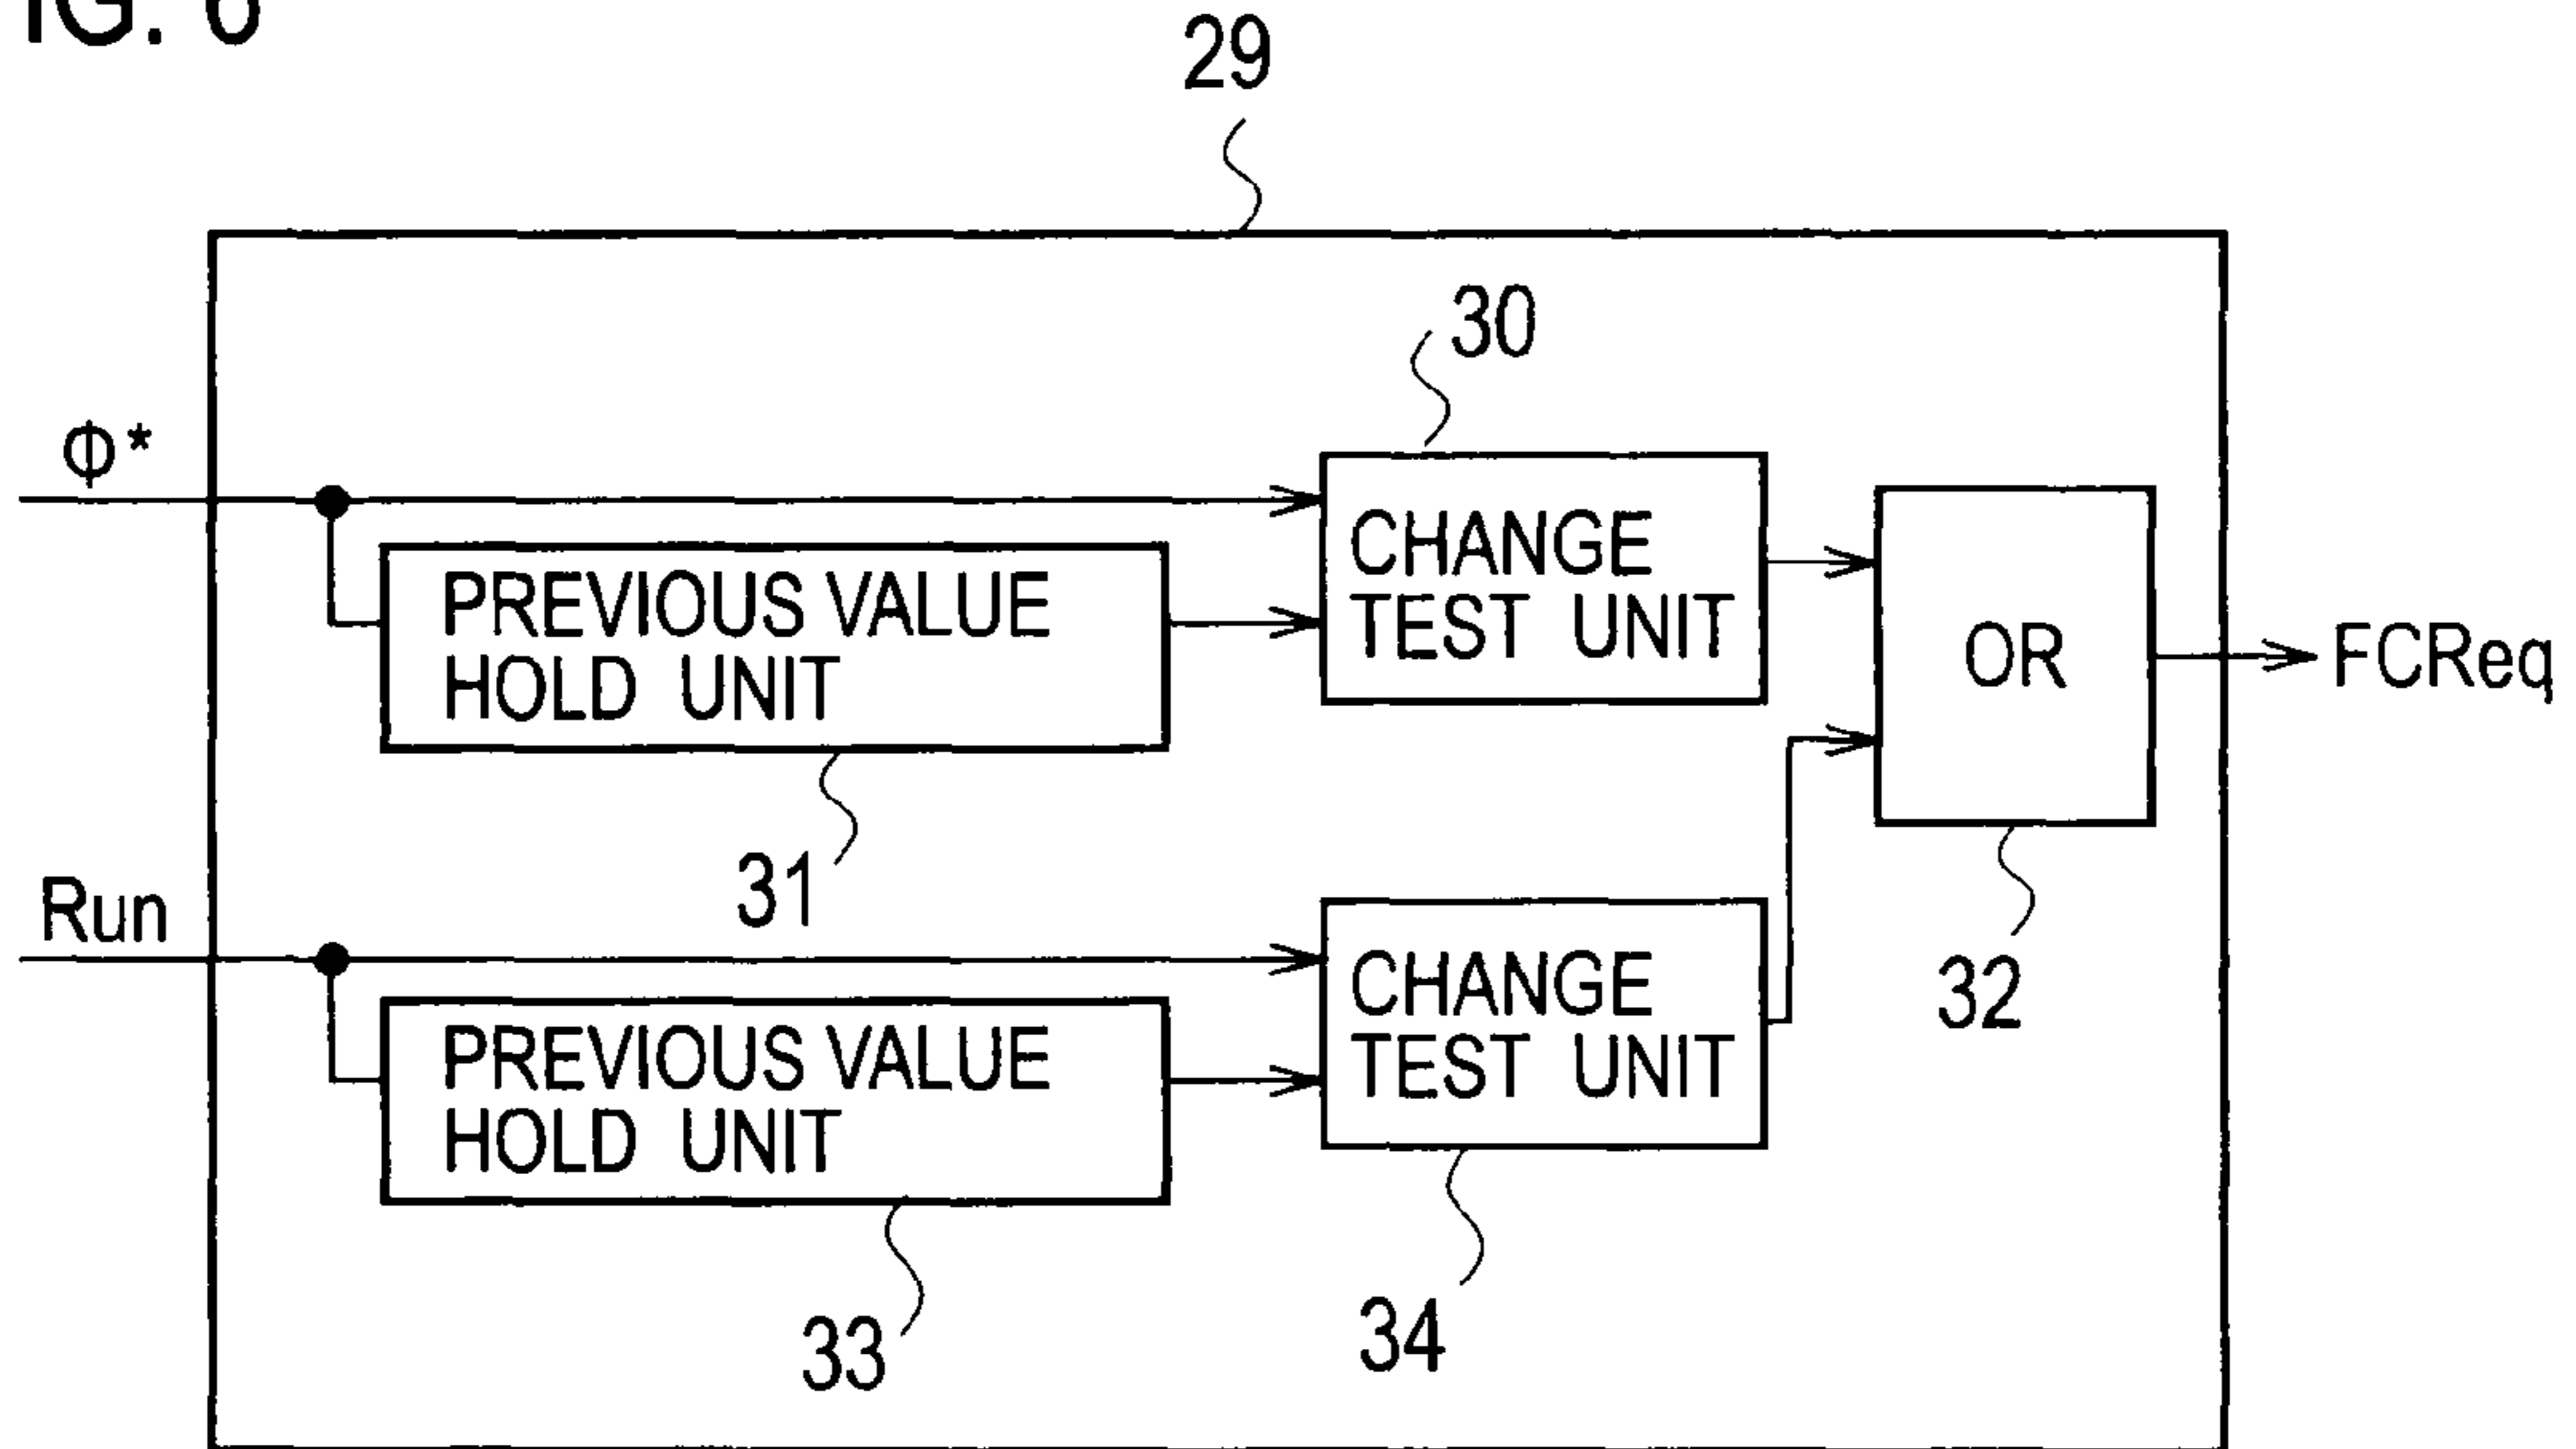 IG. 6
29
30
Φ*
CHANGE
TEST UNIT
PREVIOUS VALUE
HOLD UNIT
OR
FCReq
31
Run
32
CHANGE
TEST UNIT
PREVIOUS VALUE
HOLD UNIT
33
34